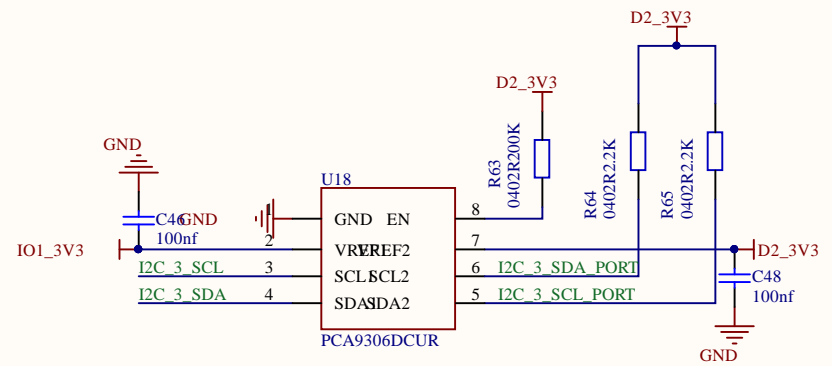 D2_3V3
D2_3V3
GND
R63
0402R200K
R64
0402R2.2K
R65
0402R2.2K
U18
C46
GND
100nf
IO1_3V3
1
GND
EN
8
2
VREF1
VREF2
7
D2_3V3
I2C_3_SCL
3
SCL1
SCL2
6
I2C_3_SDA_PORT
I2C_3_SDA
4
SDA1
SDA2
5
I2C_3_SCL_PORT
C48
100nf
PCA9306DCUR
GND